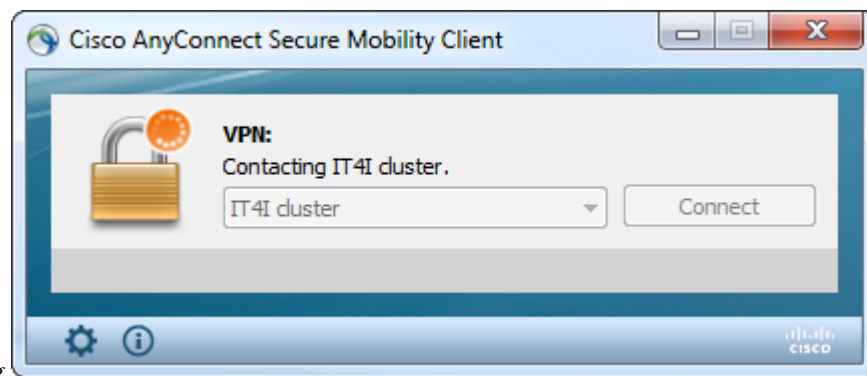 Cisco AnyConnect Secure Mobility Client
VPN:
Contacting IT4I cluster.
IT4I cluster
Connect
CISCO